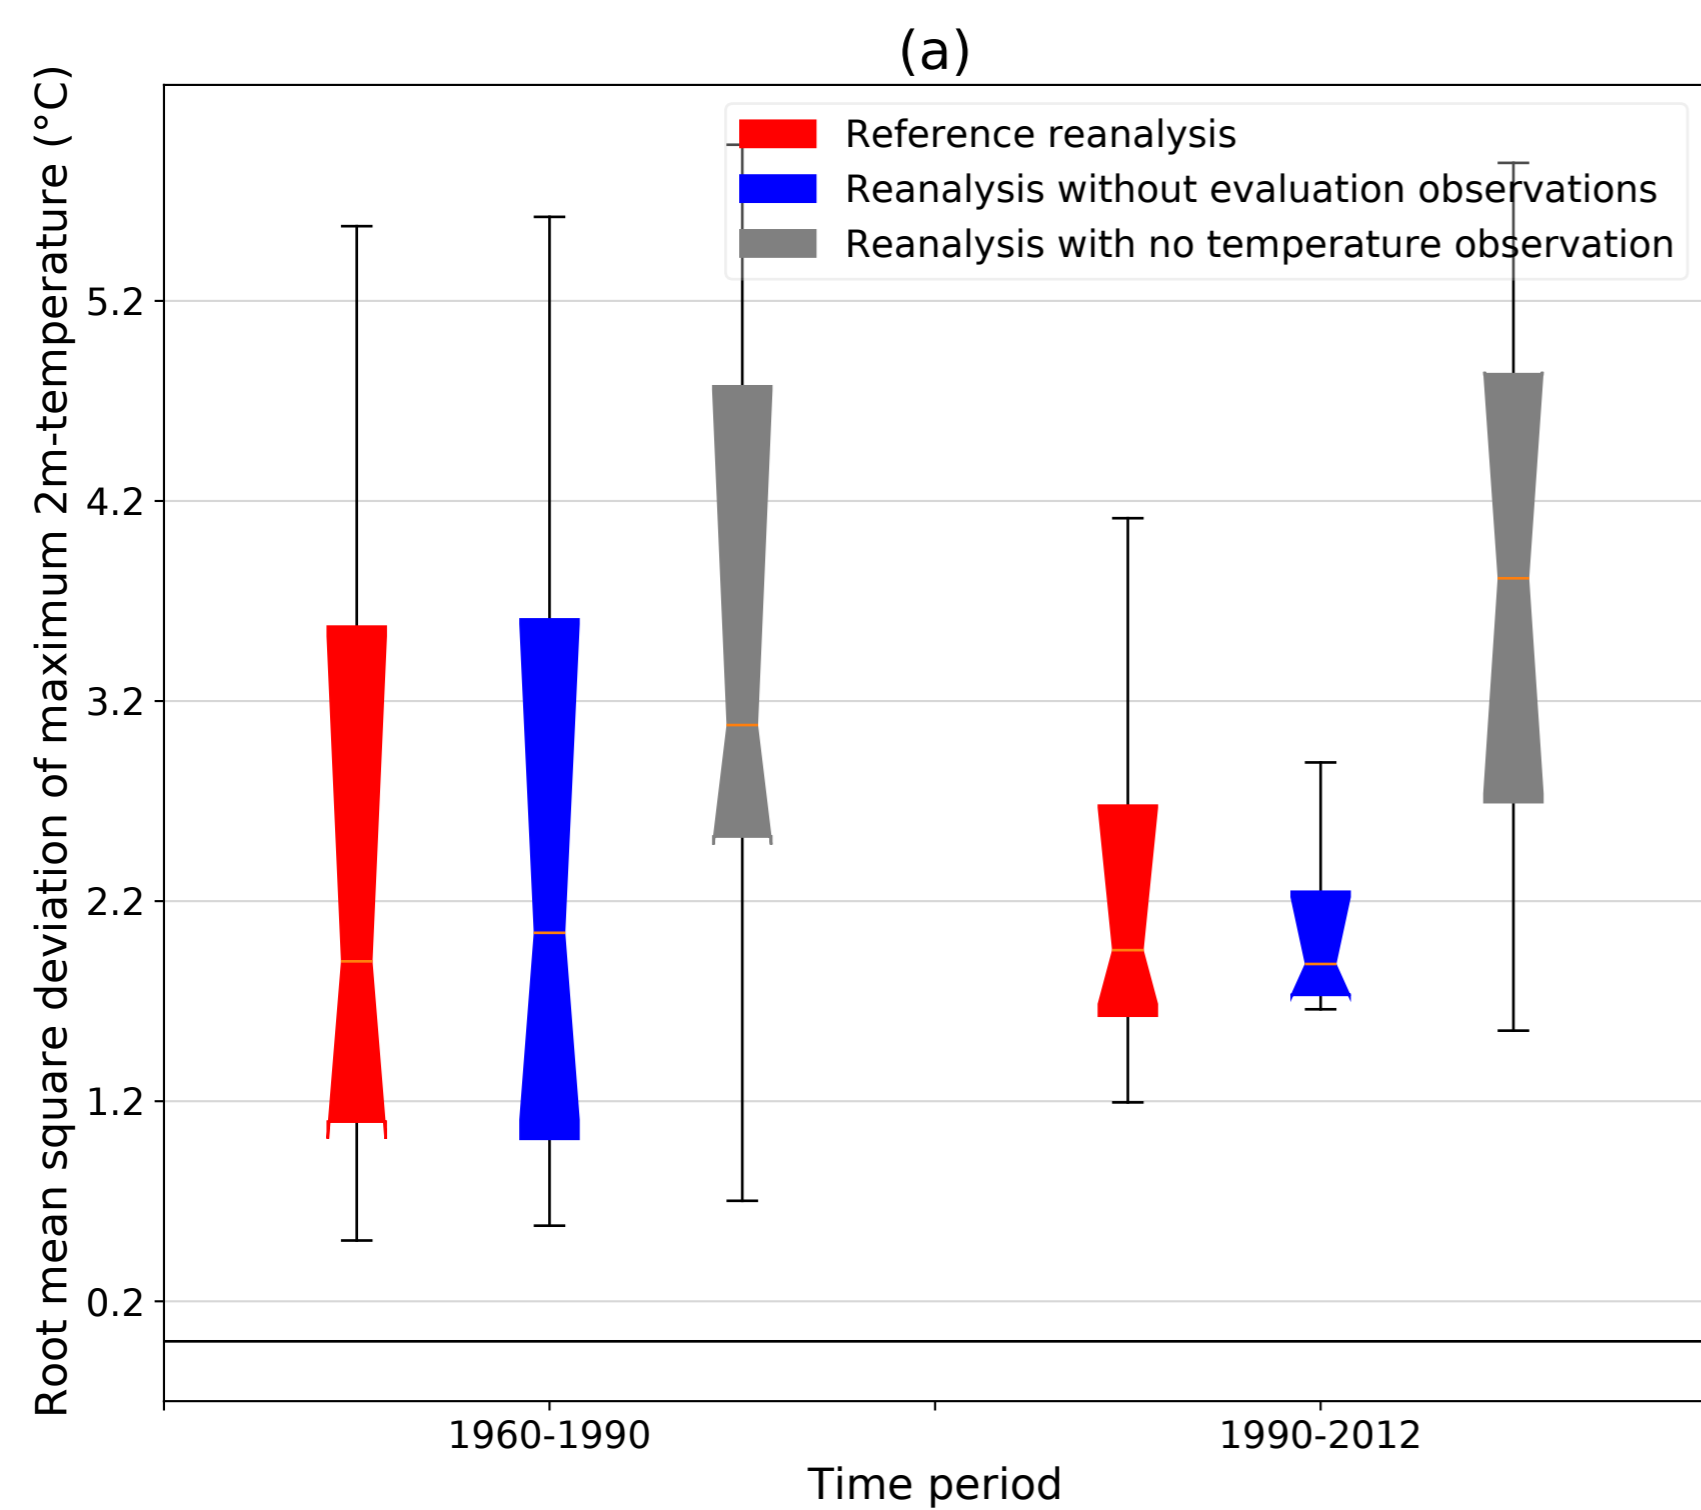 (a)
Root mean square deviation of maximum 2m-temperature (°C)
Reference reanalysis
Reanalysis without evaluation observations
Reanalysis with no temperature observation
5.2
4.2
3.2
2.2
1.2
0.2
1960-1990
1990-2012
Time period